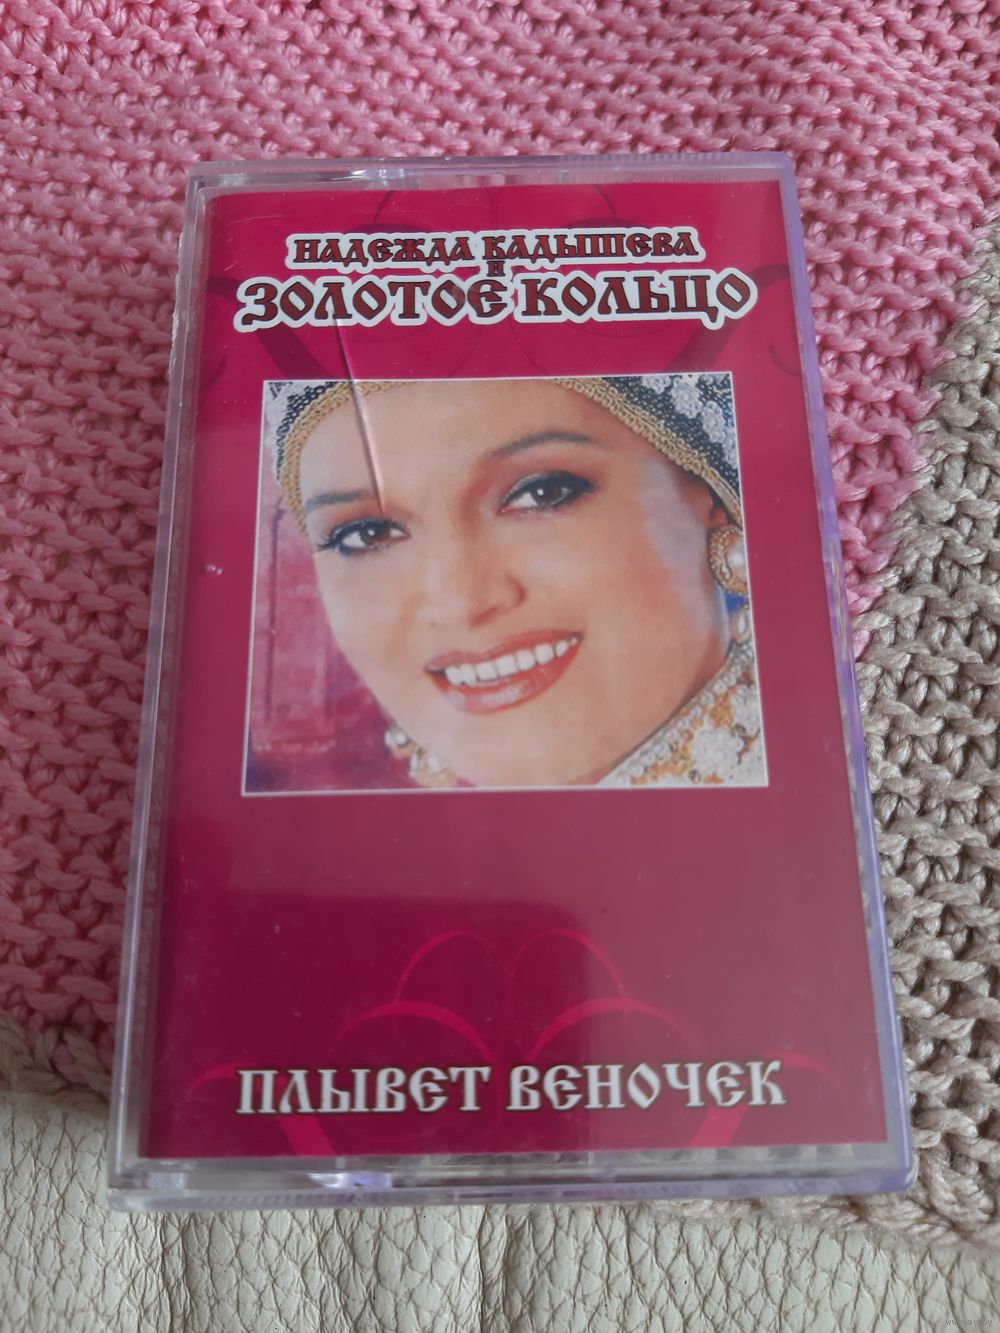 НАДЕЖДА КАДЫШЕВА
И
ЗОЛОТОЕ КОЛЬЦО
ПЛЫВЕТ ВЕНОЧЕК